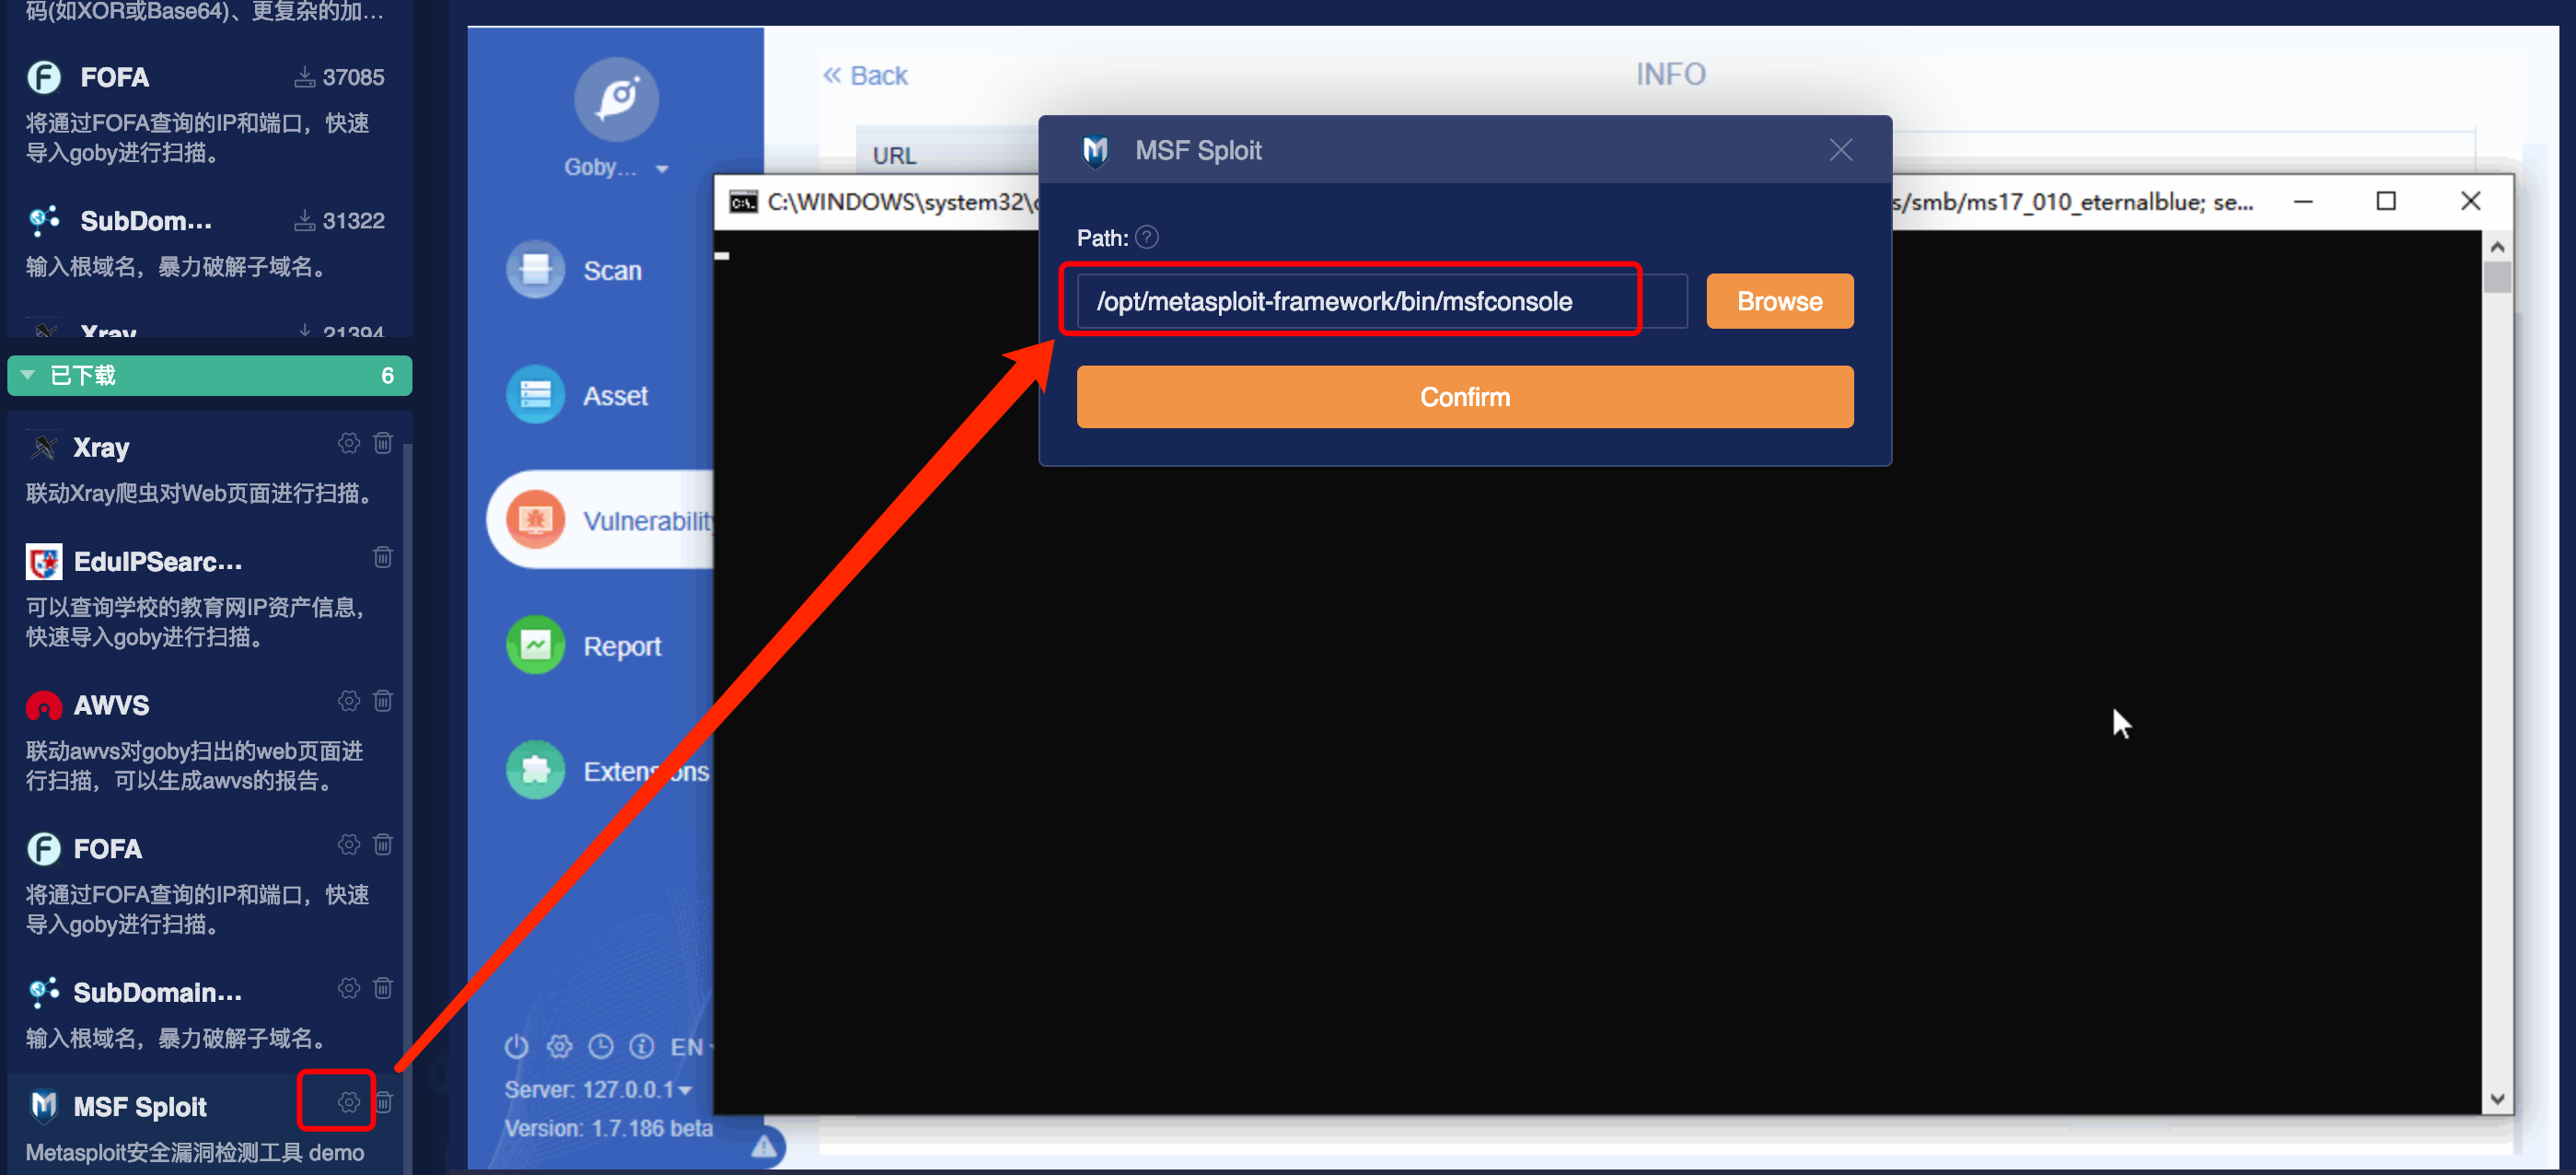 码(如XOR或Base64)、更复杂的加...
FOFA 37085
将通过FOFA查询的IP和端口，快速
导入goby进行扫描。
SubDom... 31322
输入根域名，暴力破解子域名。
Xray 21394
已下载 6
Xray
联动Xray爬虫对Web页面进行扫描。
EduIPSearc...
可以查询学校的教育网IP资产信息，
快速导入goby进行扫描。
AWVS
联动awvs对goby扫出的web页面进
行扫描，可以生成awvs的报告。
FOFA
将通过FOFA查询的IP和端口，快速
导入goby进行扫描。
SubDomain...
输入根域名，暴力破解子域名。
MSF Sploit
Metasploit安全漏洞检测工具 demo
Goby...
Scan
Asset
Vulnerability
Report
Extensions
EN
Server: 127.0.0.1
Version: 1.7.186 beta
« Back
INFO
URL
C:\WINDOWS\system32\
s/smb/ms17_010_eternalblue; se...
MSF Sploit
Path: ?
/opt/metasploit-framework/bin/msfconsole
Browse
Confirm